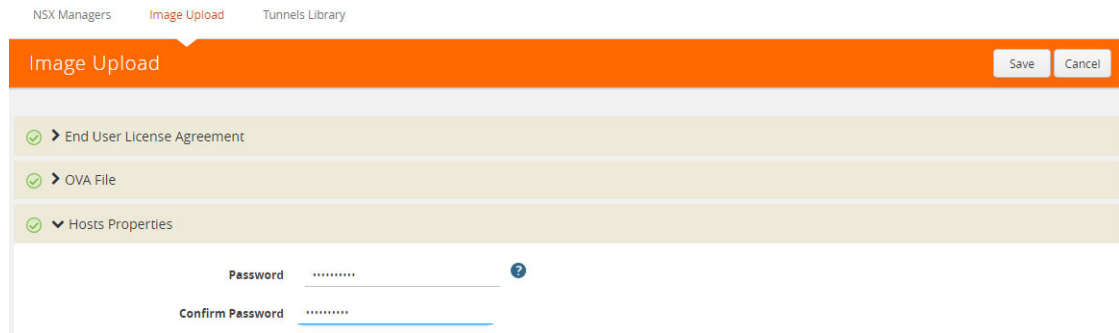 NSX Managers Image Upload Tunnels Library
Image Upload Save Cancel
End User License Agreement
OVA File
Hosts Properties
Password •••••••••• ?
Confirm Password ••••••••••